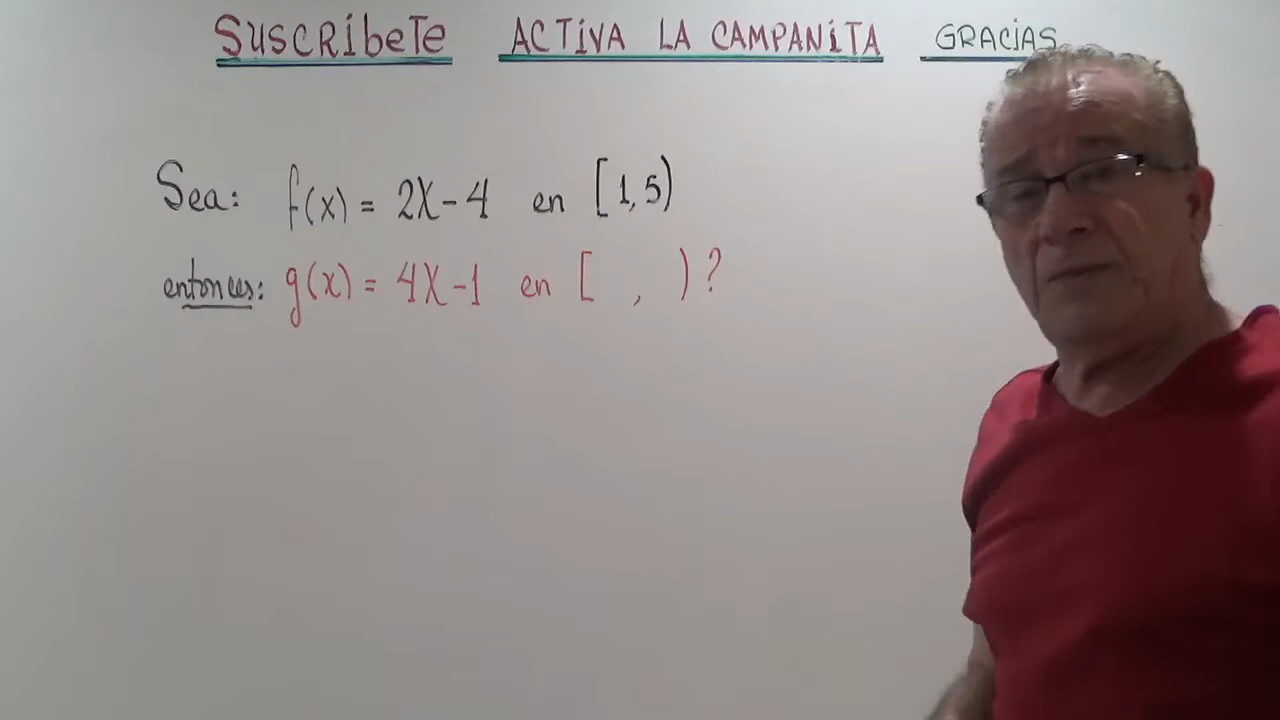 SUSCRiBETE ACTiVA LA CAMPANiTA GRACiAS
Sea: f(x) = 2X - 4 en [1, 5)
entonces: g(x) = 4X - 1 en [ , ) ?